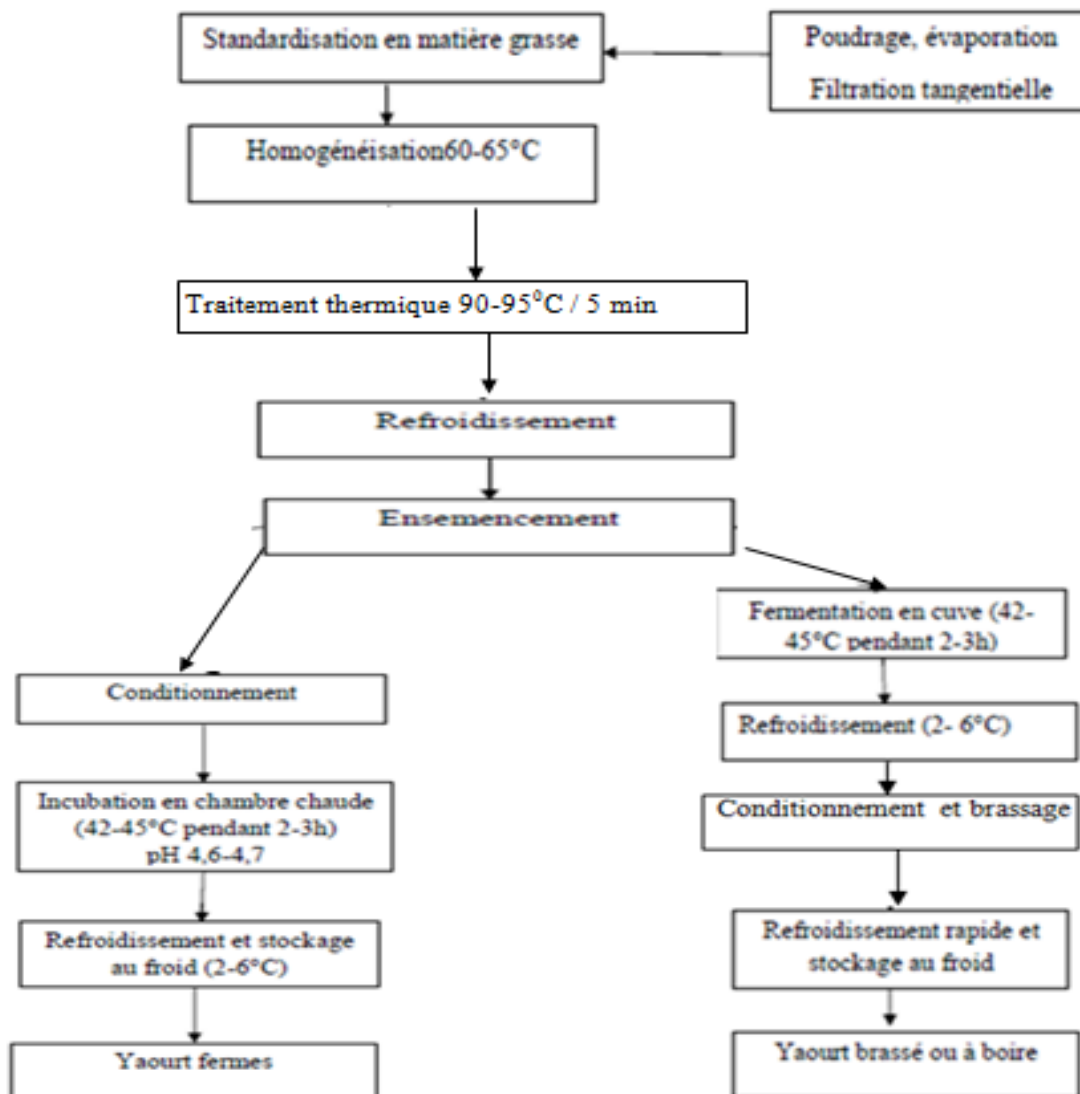 Standardisation en matière grasse
Poudrage, évaporation
Filtration tangentielle
Homogénéisation60-65°C
Traitement thermique 90-95⁰C / 5 min
Refroidissement
Ensemencement
Conditionnement
Incubation en chambre chaude
(42-45°C pendant 2-3h)
pH 4,6-4,7
Refroidissement et stockage
au froid (2-6°C)
Yaourt fermes
Fermentation en cuve (42-
45°C pendant 2-3h)
Refroidissement (2- 6°C)
Conditionnement et brassage
Refroidissement rapide et
stockage au froid
Yaourt brassé ou à boire